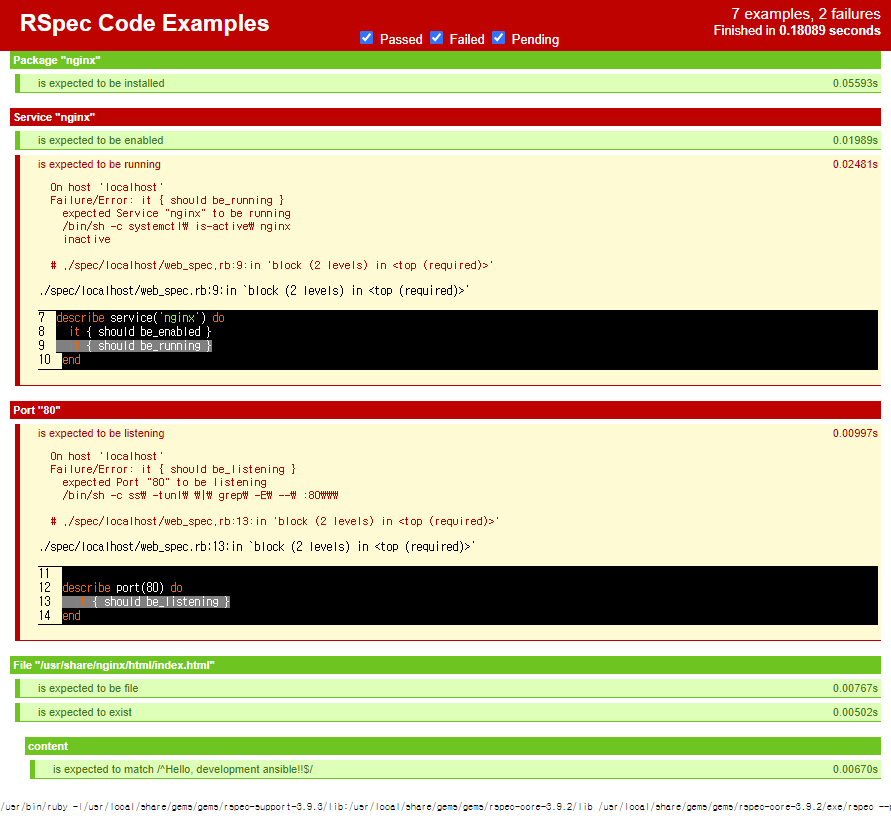 RSpec Code Examples
Passed Failed Pending
7 examples, 2 failures
Finished in 0.18089 seconds
Package "nginx"
is expected to be installed 0.05593s
Service "nginx"
is expected to be enabled 0.01989s
is expected to be running 0.02481s
On host 'localhost'
Failure/Error: it { should be_running }
expected Service "nginx" to be running
/bin/sh -c systemctl₩ is-active₩ nginx
inactive
# ./spec/localhost/web_spec.rb:9:in 'block (2 levels) in <top (required)>'
./spec/localhost/web_spec.rb:9:in `block (2 levels) in <top (required)>'
7 describe service('nginx') do
8 it { should be_enabled }
9 it { should be_running }
10 end
Port "80"
is expected to be listening 0.00997s
On host 'localhost'
Failure/Error: it { should be_listening }
expected Port "80" to be listening
/bin/sh -c ss₩ -tunl₩ ₩|₩ grep₩ -E₩ --₩ :80₩₩₩
# ./spec/localhost/web_spec.rb:13:in 'block (2 levels) in <top (required)>'
./spec/localhost/web_spec.rb:13:in `block (2 levels) in <top (required)>'
11
12 describe port(80) do
13 it { should be_listening }
14 end
File "/usr/share/nginx/html/index.html"
is expected to be file 0.00767s
is expected to exist 0.00502s
content
is expected to match /^Hello, development ansible!!$/ 0.00670s
/usr/bin/ruby -I/usr/local/share/gems/gems/rspec-support-3.9.3/lib:/usr/local/share/gems/gems/rspec-core-3.9.2/lib /usr/local/share/gems/gems/rspec-core-3.9.2/exe/rspec